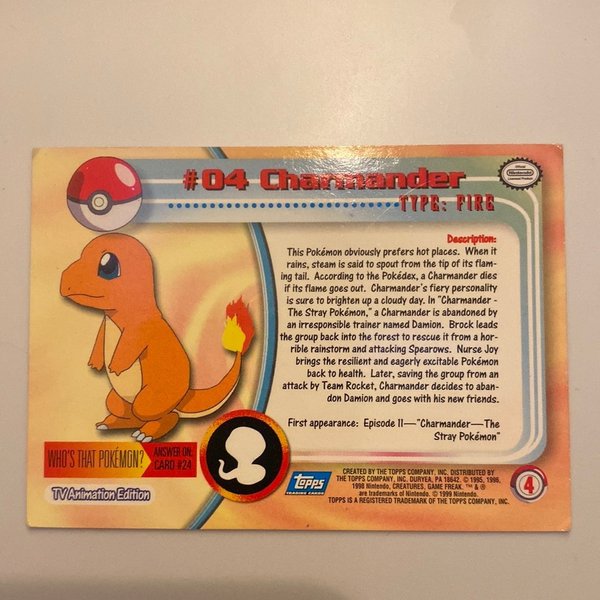 #04 Charmander
TYPE: FIRE
Official
Nintendo
Licensed Product
Description:
This Pokémon obviously prefers hot places. When it
rains, steam is said to spout from the tip of its flam-
ing tail. According to the Pokédex, a Charmander dies
if its flame goes out. Charmander's fiery personality
is sure to brighten up a cloudy day. In "Charmander -
The Stray Pokémon," a Charmander is abandoned by
an irresponsible trainer named Damion. Brock leads
the group back into the forest to rescue it from a hor-
rible rainstorm and attacking Spearows. Nurse Joy
brings the resilient and eagerly excitable Pokémon
back to health. Later, saving the group from an
attack by Team Rocket, Charmander decides to aban-
don Damion and goes with his new friends.
First appearance: Episode 11—"Charmander—The
Stray Pokémon"
WHO'S THAT POKÉMON?
ANSWER ON
CARD #24
TV Animation Edition
Topps
TRADING CARDS
CREATED BY THE TOPPS COMPANY, INC. DISTRIBUTED BY
THE TOPPS COMPANY, INC. DURYEA, PA 18642. © 1995, 1996,
1998 Nintendo, CREATURES, GAME FREAK. ™ & ®
are trademarks of Nintendo. © 1999 Nintendo.
TOPPS IS A REGISTERED TRADEMARK OF THE TOPPS COMPANY, INC.
4